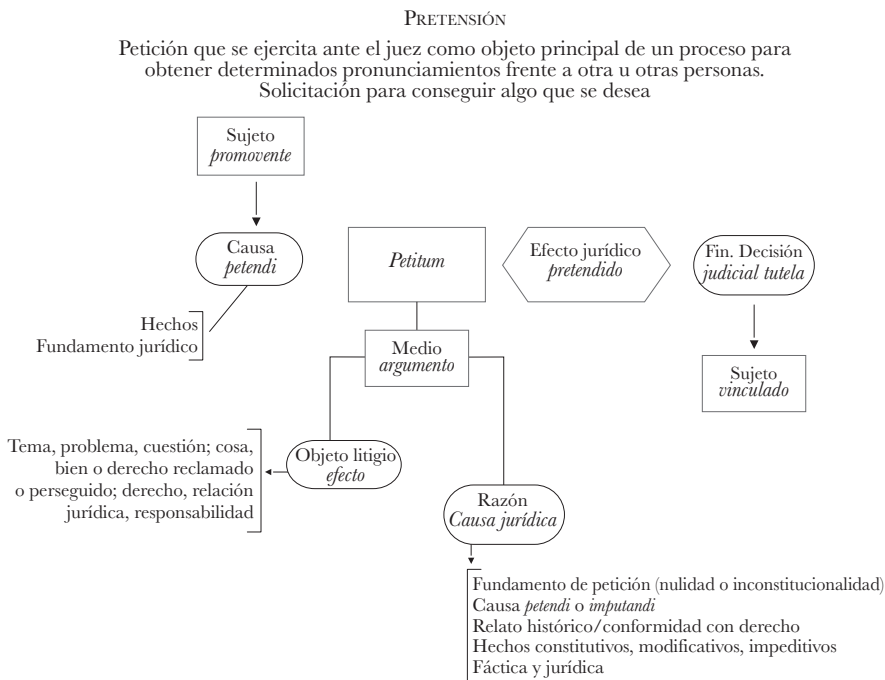 PRETENSIÓN
Petición que se ejercita ante el juez como objeto principal de un proceso para
obtener determinados pronunciamientos frente a otra u otras personas.
Solicitación para conseguir algo que se desea
Sujeto
promovente
Causa
petendi
Hechos
Fundamento jurídico
Petitum
Efecto jurídico
pretendido
Fin. Decisión
judicial tutela
Sujeto
vinculado
Medio
argumento
Objeto litigio
efecto
Tema, problema, cuestión; cosa,
bien o derecho reclamado
o perseguido; derecho, relación
jurídica, responsabilidad
Razón
Causa jurídica
Fundamento de petición (nulidad o inconstitucionalidad)
Causa petendi o imputandi
Relato histórico/conformidad con derecho
Hechos constitutivos, modificativos, impeditivos
Fáctica y jurídica